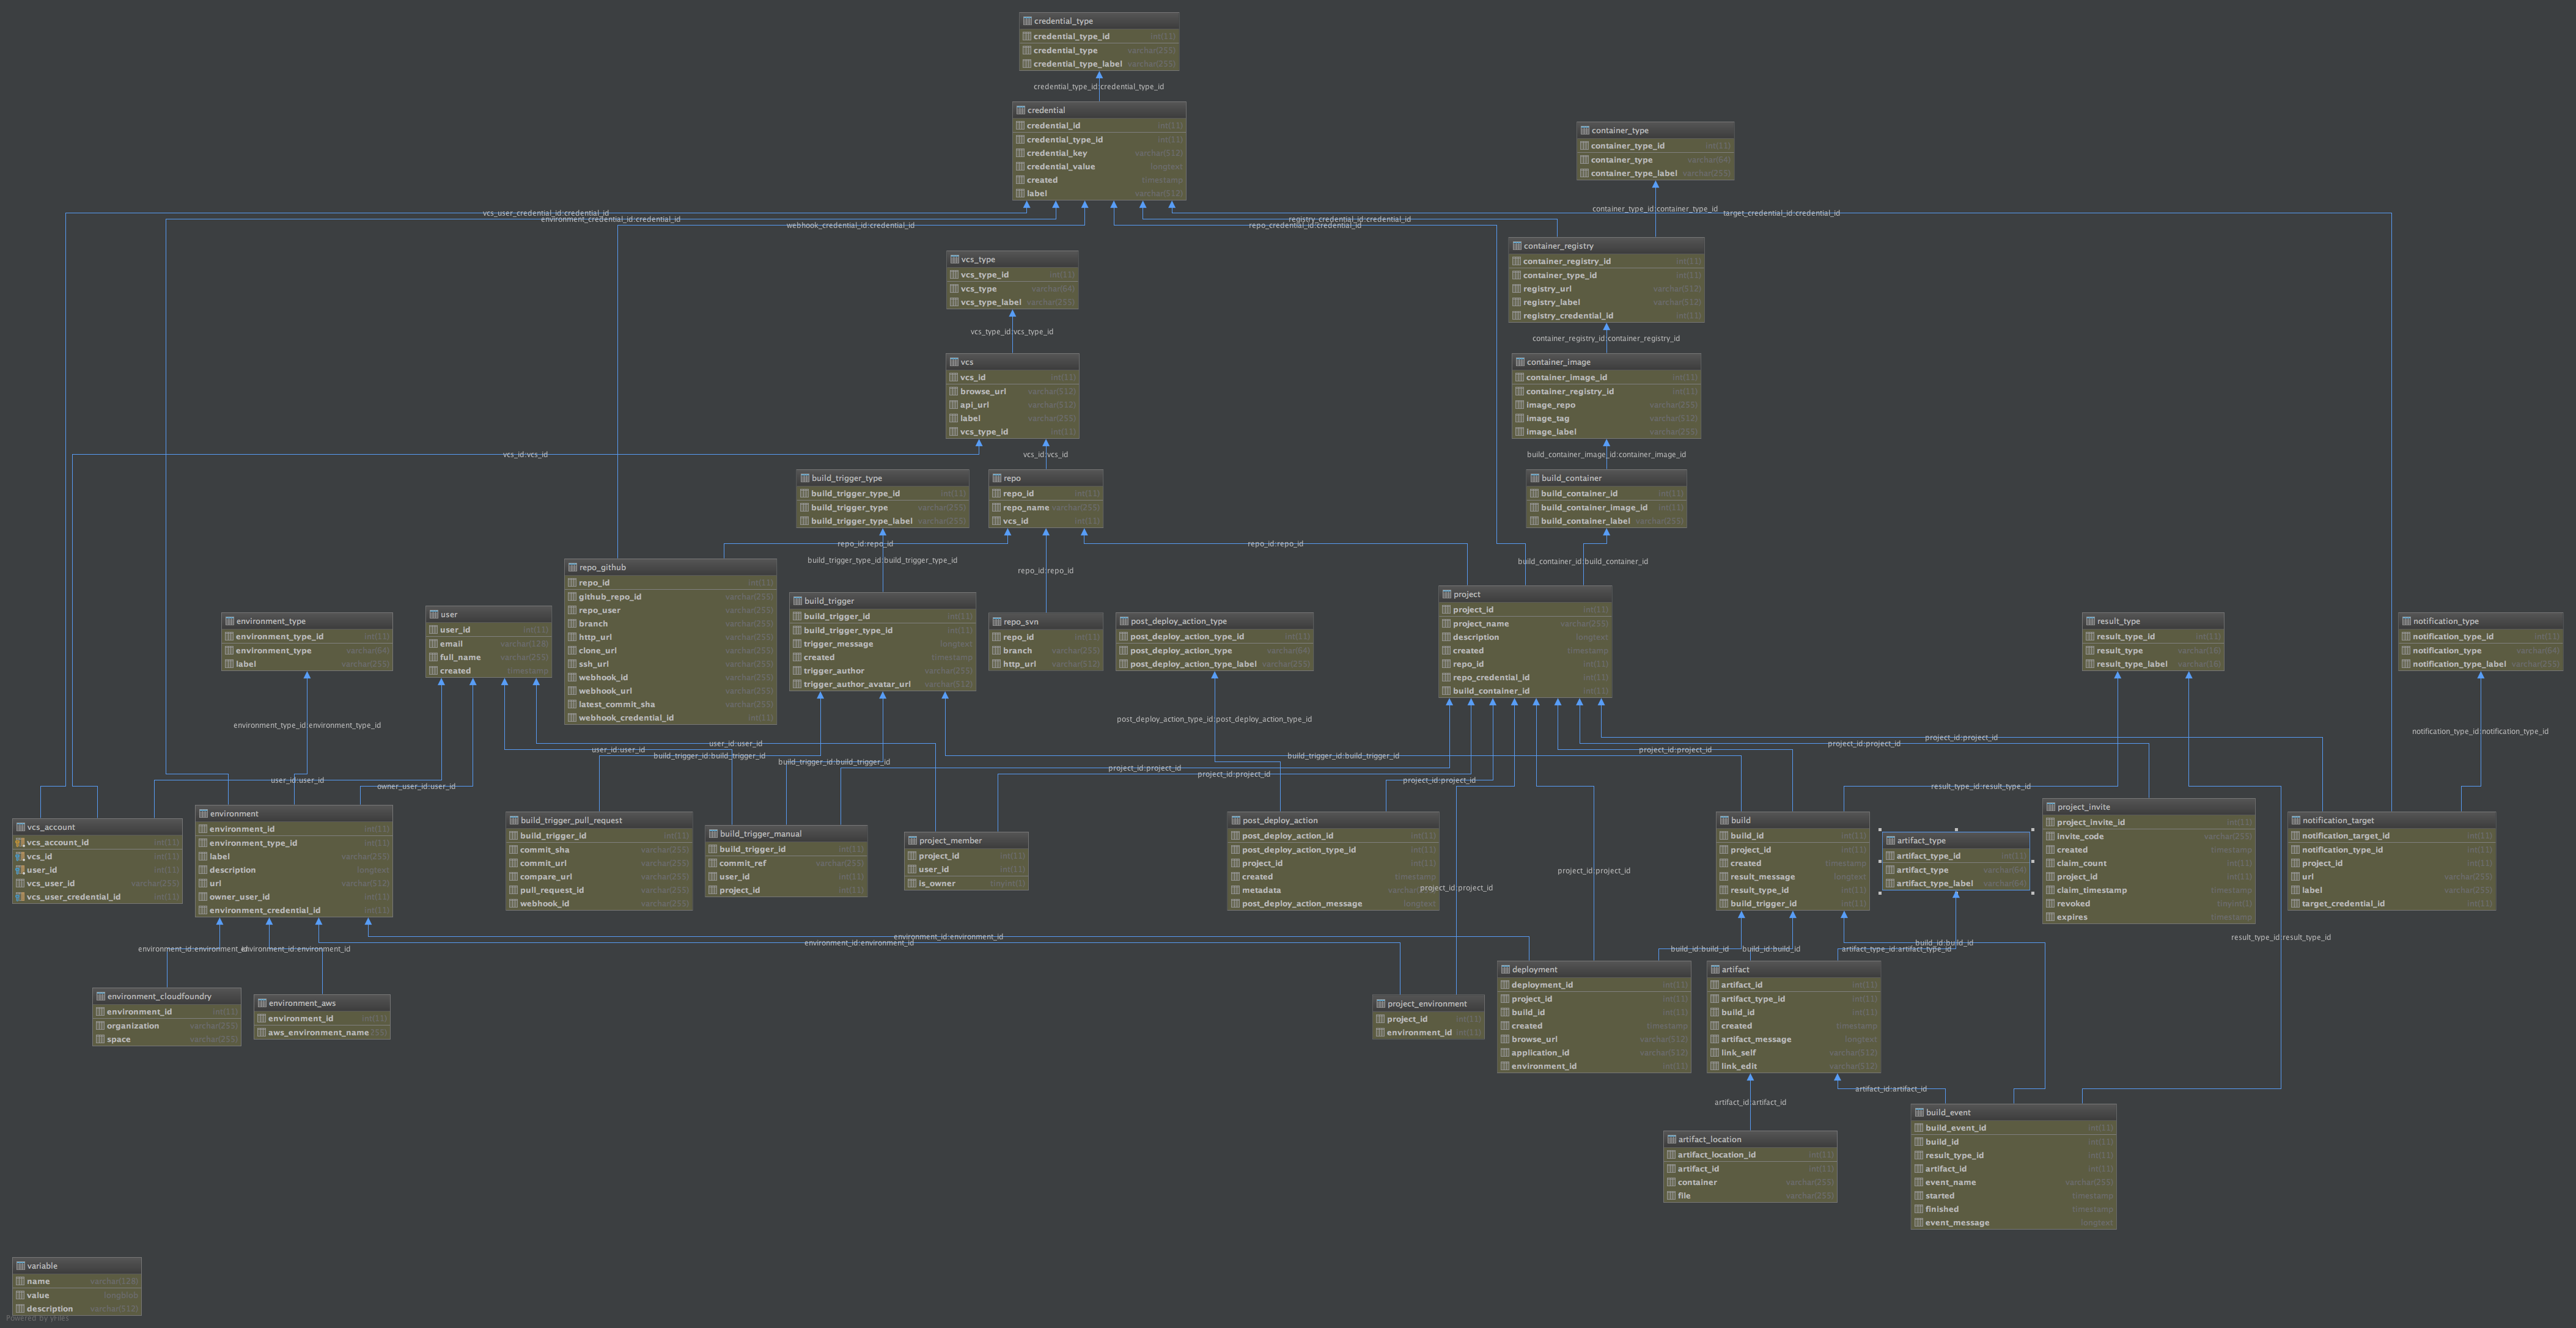 credential_type
credential_type_id int(11)
credential_type varchar(255)
credential_type_label varchar(255)
credential_type_id:credential_type_id
credential
credential_id int(11)
credential_type_id int(11)
credential_key varchar(512)
credential_value longtext
created timestamp
label varchar(512)
container_type
container_type_id int(11)
container_type varchar(64)
container_type_label varchar(255)
vcs_user_credential_id:credential_id
environment_credential_id:credential_id
webhook_credential_id:credential_id
registry_credential_id:credential_id
repo_credential_id:credential_id
container_type_id:container_type_id
target_credential_id:credential_id
container_registry
container_registry_id int(11)
container_type_id int(11)
registry_url varchar(512)
registry_label varchar(512)
registry_credential_id int(11)
vcs_type
vcs_type_id int(11)
vcs_type varchar(64)
vcs_type_label varchar(255)
vcs_type_id:vcs_type_id
container_registry_id:container_registry_id
vcs
vcs_id int(11)
browse_url varchar(512)
api_url varchar(512)
label varchar(255)
vcs_type_id int(11)
container_image
container_image_id int(11)
container_registry_id int(11)
image_repo varchar(255)
image_tag varchar(512)
image_label varchar(255)
vcs_id:vcs_id
vcs_id:vcs_id
build_container_image_id:container_image_id
build_trigger_type
build_trigger_type_id int(11)
build_trigger_type varchar(255)
build_trigger_type_label varchar(255)
repo
repo_id int(11)
repo_name varchar(255)
vcs_id int(11)
build_container
build_container_id int(11)
build_container_image_id int(11)
build_container_label varchar(255)
repo_id:repo_id
repo_id:repo_id
build_trigger_type_id:build_trigger_type_id
repo_id:repo_id
build_container_id:build_container_id
repo_github
repo_id int(11)
github_repo_id varchar(255)
repo_user varchar(255)
branch varchar(255)
http_url varchar(255)
clone_url varchar(255)
ssh_url varchar(255)
webhook_id varchar(255)
webhook_url varchar(255)
latest_commit_sha varchar(255)
webhook_credential_id int(11)
build_trigger
build_trigger_id int(11)
build_trigger_type_id int(11)
trigger_message longtext
created timestamp
trigger_author varchar(255)
trigger_author_avatar_url varchar(512)
project
project_id int(11)
project_name varchar(255)
description longtext
created timestamp
repo_id int(11)
repo_credential_id int(11)
build_container_id int(11)
environment_type
environment_type_id int(11)
environment_type varchar(64)
label varchar(255)
user
user_id int(11)
email varchar(128)
full_name varchar(255)
created timestamp
repo_svn
repo_id int(11)
branch varchar(255)
http_url varchar(512)
post_deploy_action_type
post_deploy_action_type_id int(11)
post_deploy_action_type varchar(64)
post_deploy_action_type_label varchar(255)
result_type
result_type_id int(11)
result_type varchar(16)
result_type_label varchar(16)
notification_type
notification_type_id int(11)
notification_type varchar(64)
notification_type_label varchar(255)
environment_type_id:environment_type_id
post_deploy_action_type_id:post_deploy_action_type_id
notification_type_id:notification_type_id
user_id:user_id
user_id:user_id
build_trigger_id:build_trigger_id
build_trigger_id:build_trigger_id
build_trigger_id:build_trigger_id
project_id:project_id
project_id:project_id
project_id:project_id
project_id:project_id
project_id:project_id
project_id:project_id
user_id:user_id
owner_user_id:user_id
result_type_id:result_type_id
vcs_account
vcs_account_id int(11)
vcs_id int(11)
user_id int(11)
vcs_user_id varchar(255)
vcs_user_credential_id int(11)
environment
environment_id int(11)
environment_type_id int(11)
label varchar(255)
description longtext
url varchar(512)
owner_user_id int(11)
environment_credential_id int(11)
build_trigger_pull_request
build_trigger_id int(11)
commit_sha varchar(255)
commit_url varchar(255)
compare_url varchar(255)
pull_request_id varchar(255)
webhook_id varchar(255)
build_trigger_manual
build_trigger_id int(11)
commit_ref varchar(255)
user_id int(11)
project_id int(11)
project_member
project_id int(11)
user_id int(11)
is_owner tinyint(1)
post_deploy_action
post_deploy_action_id int(11)
post_deploy_action_type_id int(11)
project_id int(11)
created timestamp
metadata
post_deploy_action_message longtext
project_id:project_id
project_id:project_id
build
build_id int(11)
project_id int(11)
created timestamp
result_message longtext
result_type_id int(11)
build_trigger_id int(11)
artifact_type
artifact_type_id int(11)
artifact_type varchar(64)
artifact_type_label varchar(64)
project_invite
project_invite_id int(11)
invite_code varchar(255)
created timestamp
claim_count int(11)
project_id int(11)
claim_timestamp timestamp
revoked tinyint(1)
expires timestamp
notification_target
notification_target_id int(11)
notification_type_id int(11)
project_id int(11)
url varchar(255)
label varchar(255)
target_credential_id int(11)
environment_id:environment_id
environment_id:environment_id
environment_id:environment_id
environment_id:environment_id
build_id:build_id
build_id:build_id
artifact_type_id:artifact_type_id
build_id:build_id
result_type_id:result_type_id
environment_cloudfoundry
environment_id int(11)
organization varchar(255)
space varchar(255)
environment_aws
environment_id int(11)
aws_environment_name 255)
project_environment
project_id int(11)
environment_id int(11)
deployment
deployment_id int(11)
project_id int(11)
build_id int(11)
created timestamp
browse_url varchar(512)
application_id varchar(512)
environment_id int(11)
artifact
artifact_id int(11)
artifact_type_id int(11)
build_id int(11)
created timestamp
artifact_message longtext
link_self varchar(512)
link_edit varchar(512)
artifact_id:artifact_id
artifact_id:artifact_id
artifact_location
artifact_location_id int(11)
artifact_id int(11)
container varchar(255)
file varchar(255)
build_event
build_event_id int(11)
build_id int(11)
result_type_id int(11)
artifact_id int(11)
event_name varchar(255)
started timestamp
finished timestamp
event_message longtext
variable
name varchar(128)
value longblob
description varchar(512)
Powered by yFiles